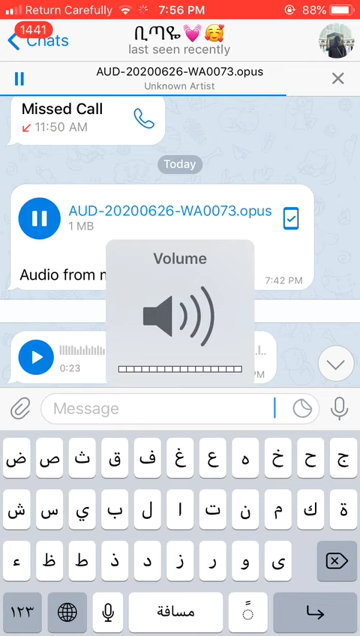 Return Carefully 7:56 PM 88%
1441
Chats
ቢጣዬ💓🥰
last seen recently
AUD-20200626-WA0073.opus
Unknown Artist
Missed Call
11:50 AM
Today
AUD-20200626-WA0073.opus
1 MB
Audio from
7:42 PM
Volume
0:23
PM
Message
ض ص ث ق ف غ ع ه خ ح ج
ش س ي ب ل ا ت ن م ك ة
ء ظ ط ذ د ز ر و ى
١٢٣ مسافة